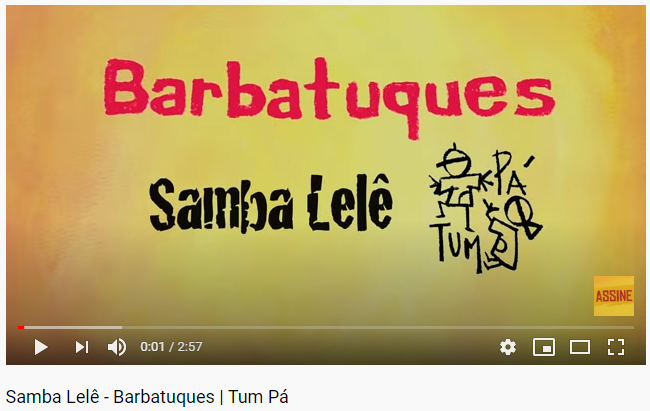 Barbatuques
Samba Lelê
PÁ
TUM
ASSINE
0:01 / 2:57
Samba Lelê - Barbatuques | Tum Pá